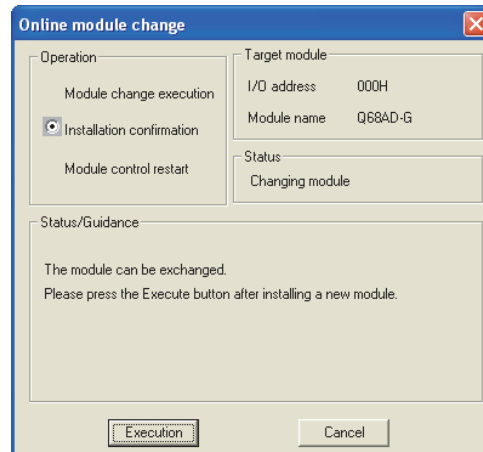 Online module change
Operation
Module change execution
Installation confirmation
Module control restart
Target module
I/O address 000H
Module name Q68AD-G
Status
Changing module
Status/Guidance
The module can be exchanged.
Please press the Execute button after installing a new module.
Execution Cancel